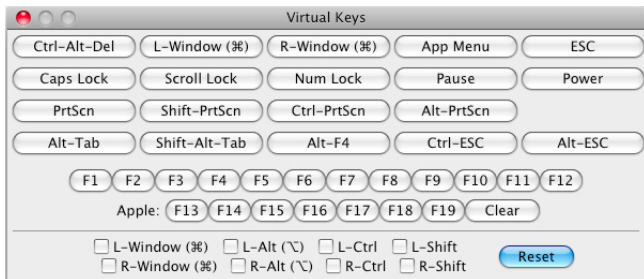 Virtual Keys
Ctrl-Alt-Del L-Window (⌘) R-Window (⌘) App Menu ESC
Caps Lock Scroll Lock Num Lock Pause Power
PrtScn Shift-PrtScn Ctrl-PrtScn Alt-PrtScn
Alt-Tab Shift-Alt-Tab Alt-F4 Ctrl-ESC Alt-ESC
F1 F2 F3 F4 F5 F6 F7 F8 F9 F10 F11 F12
Apple: F13 F14 F15 F16 F17 F18 F19 Clear
L-Window (⌘) L-Alt (⌥) L-Ctrl L-Shift
R-Window (⌘) R-Alt (⌥) R-Ctrl R-Shift
Reset